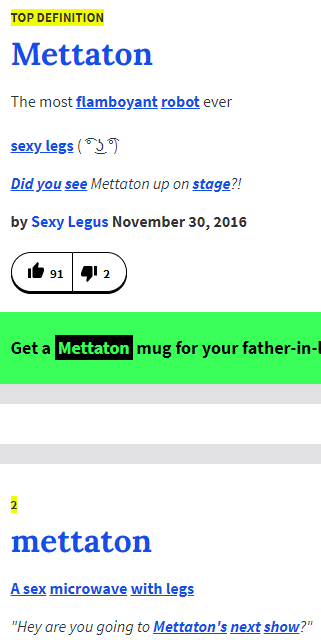 TOP DEFINITION
Mettaton
The most flamboyant robot ever
sexy legs ( ͡° ͜ʖ ͡°)
Did you see Mettaton up on stage?!
by Sexy Legus November 30, 2016
91 2
Get a Mettaton mug for your father-in-l
2
mettaton
A sex microwave with legs
"Hey are you going to Mettaton's next show?"